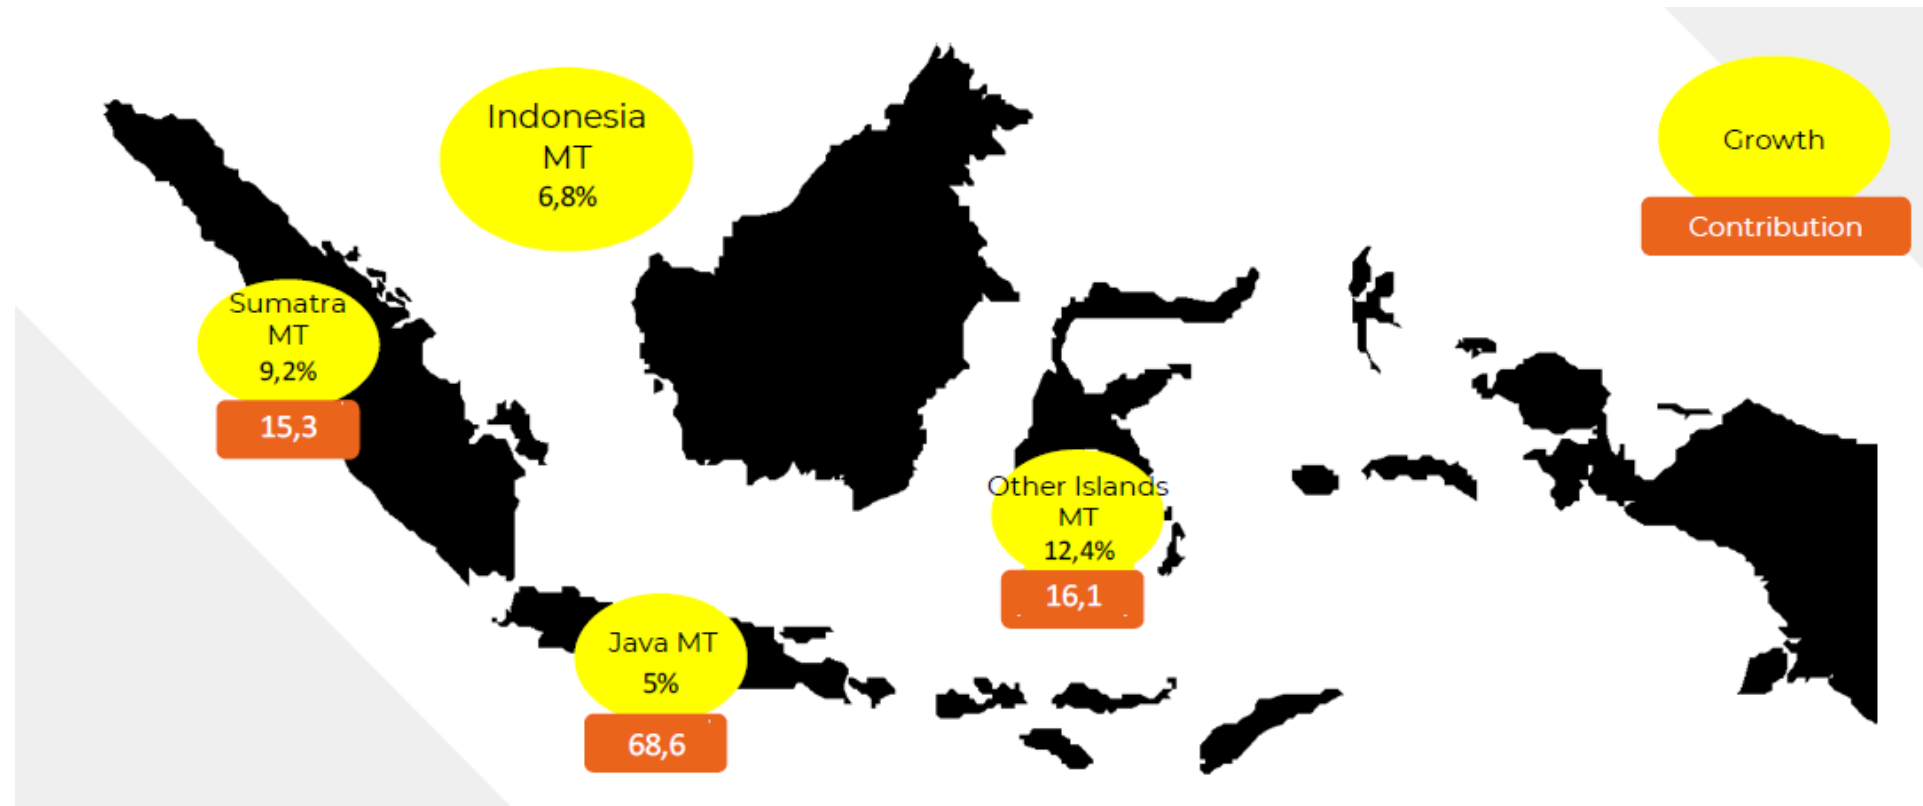 Indonesia
MT
6,8%
Growth
Contribution
Sumatra
MT
9,2%
15,3
Other Islands
MT
12,4%
16,1
Java MT
5%
68,6